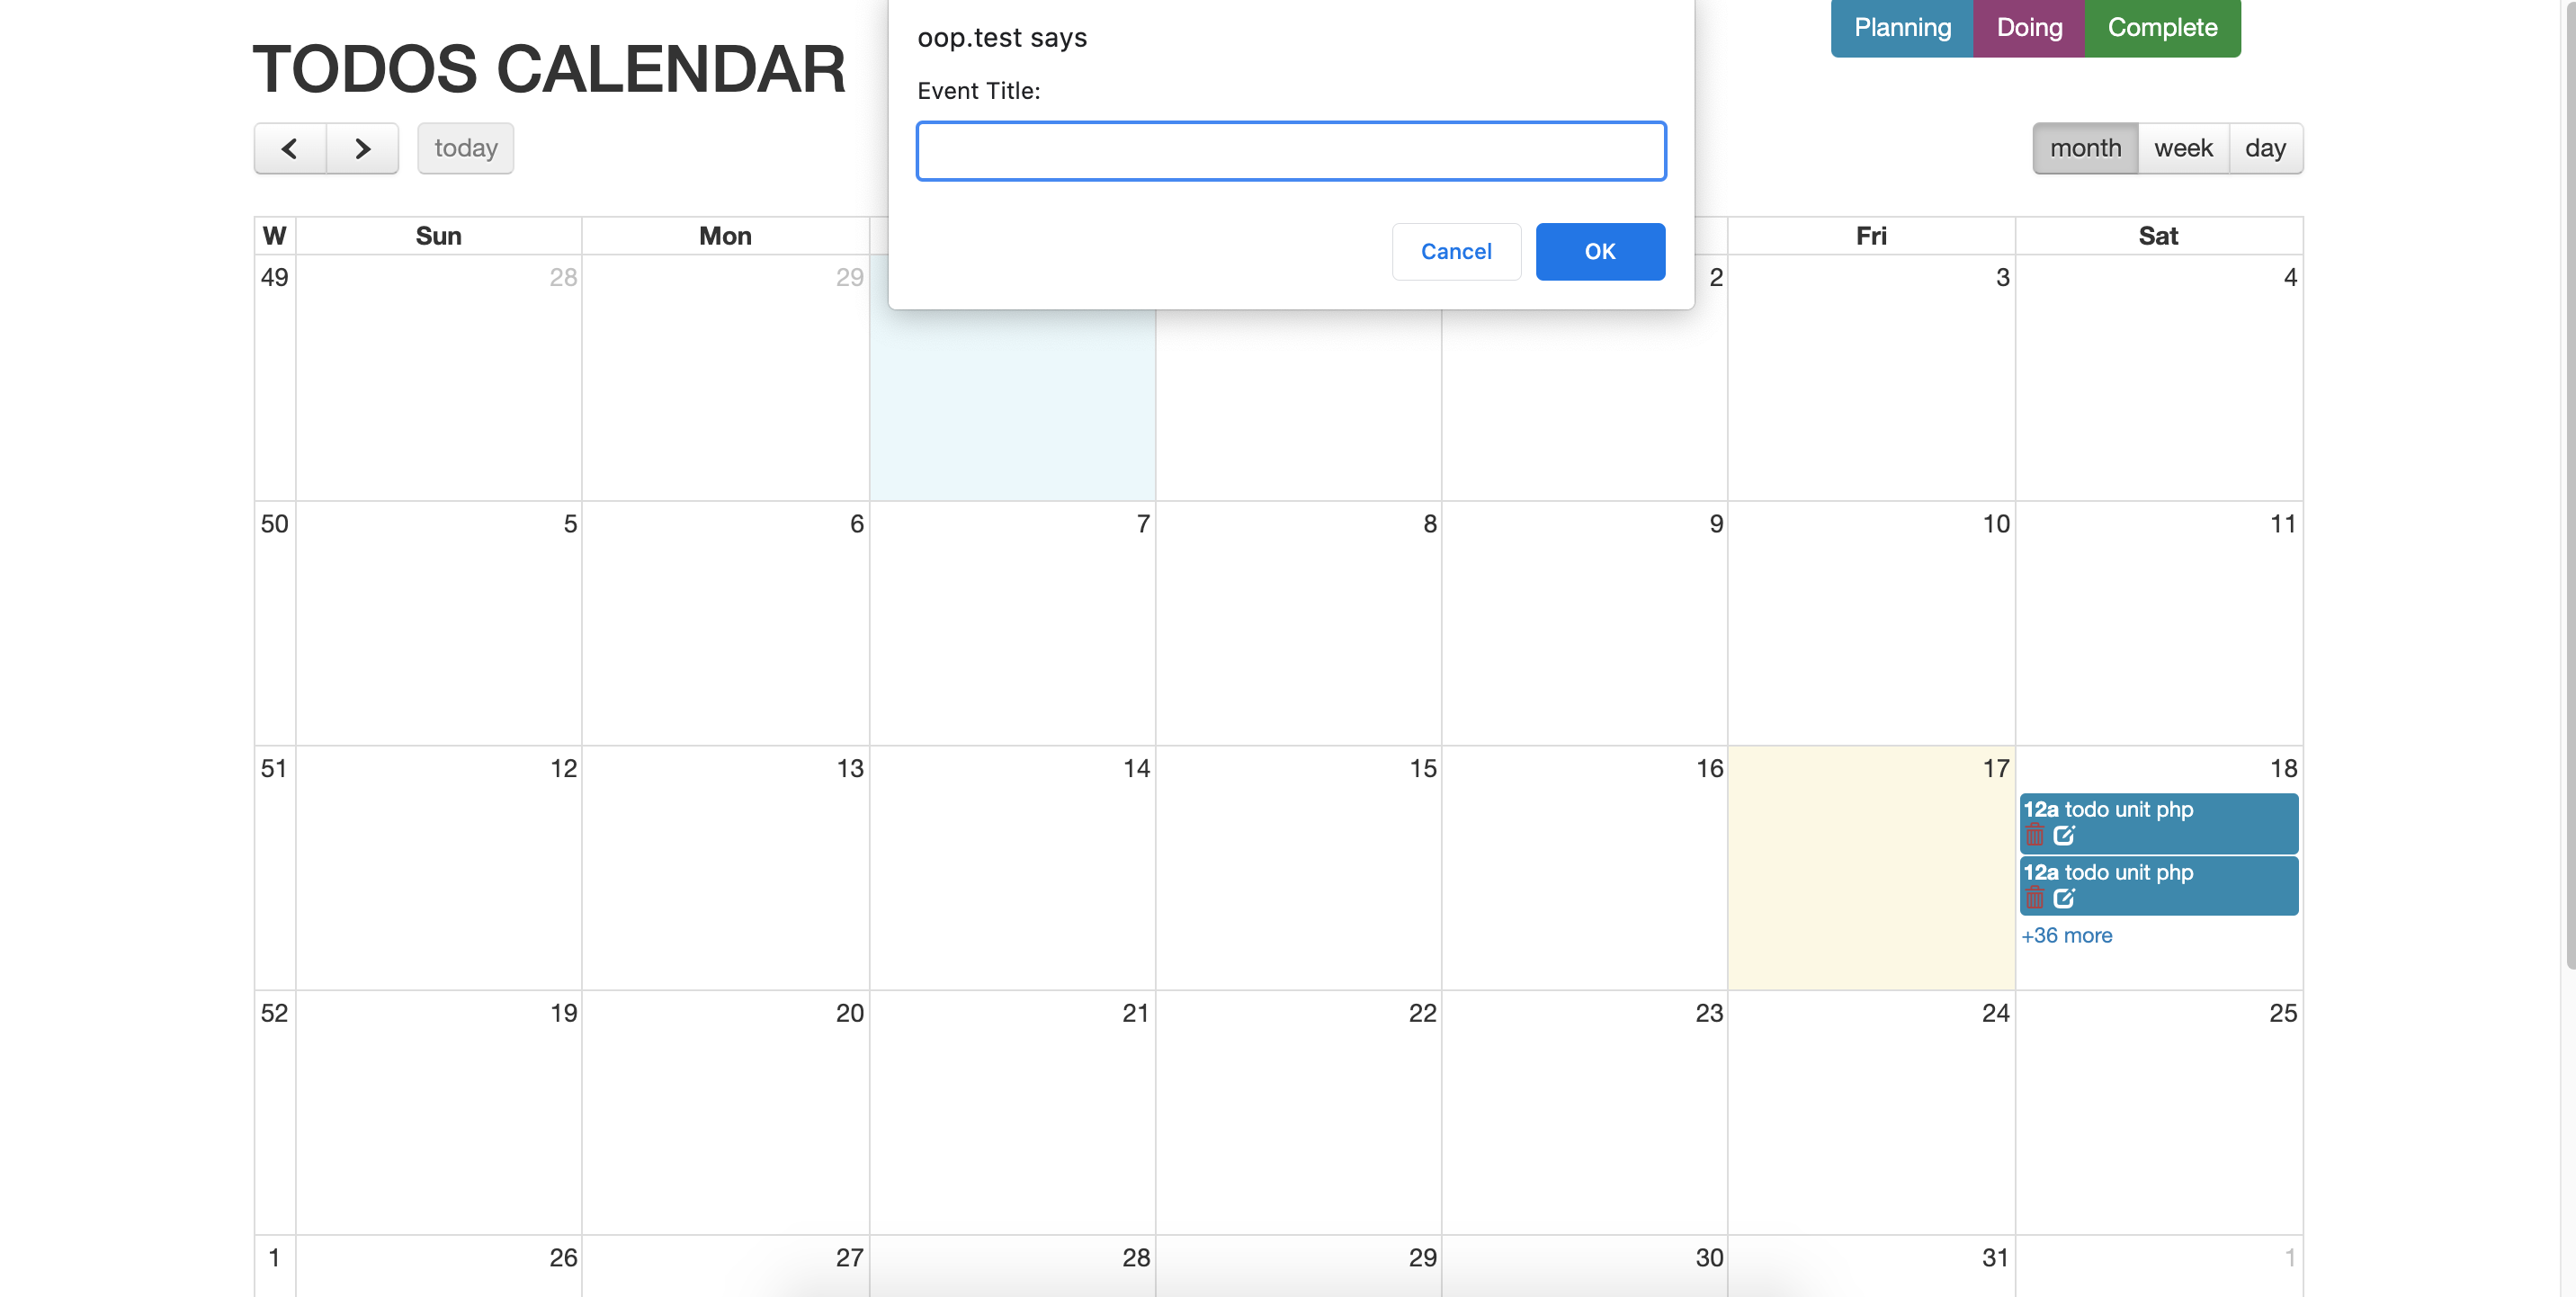 TODOS CALENDAR
oop.test says
Event Title:
Cancel OK
Planning Doing Complete
today
month week day
W Sun Mon Fri Sat
49 28 29 2 3 4
50 5 6 7 8 9 10 11
51 12 13 14 15 16 17 18
12a todo unit php
12a todo unit php
+36 more
52 19 20 21 22 23 24 25
1 26 27 28 29 30 31 1